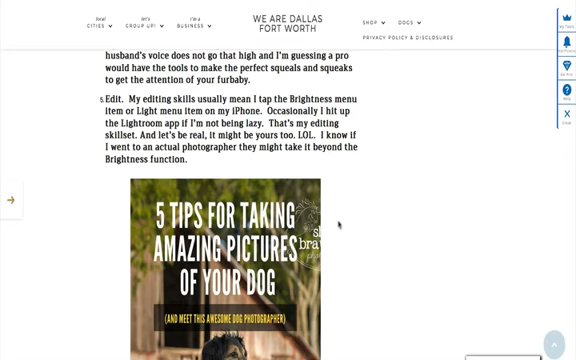 local
CITIES
let's
GROUP UP!
I'm a
BUSINESS
WE ARE DALLAS
FORT WORTH
SHOP
DOGS
PRIVACY POLICY & DISCLOSURES
Help
Close
husband's voice does not go that high and I'm guessing a pro
would have the tools to make the perfect squeals and squeaks
to get the attention of your furbaby.
5. Edit. My editing skills usually mean I tap the Brightness menu
item or Light menu item on my iPhone. Occasionally I hit up
the Lightroom app if I'm not being lazy. That's my editing
skillset. And let's be real, it might be yours too. LOL. I know if
I went to an actual photographer they might take it beyond the
Brightness function.
5 TIPS FOR TAKING
AMAZING PICTURES
OF YOUR DOG
(AND MEET THIS AWESOME DOG PHOTOGRAPHER)